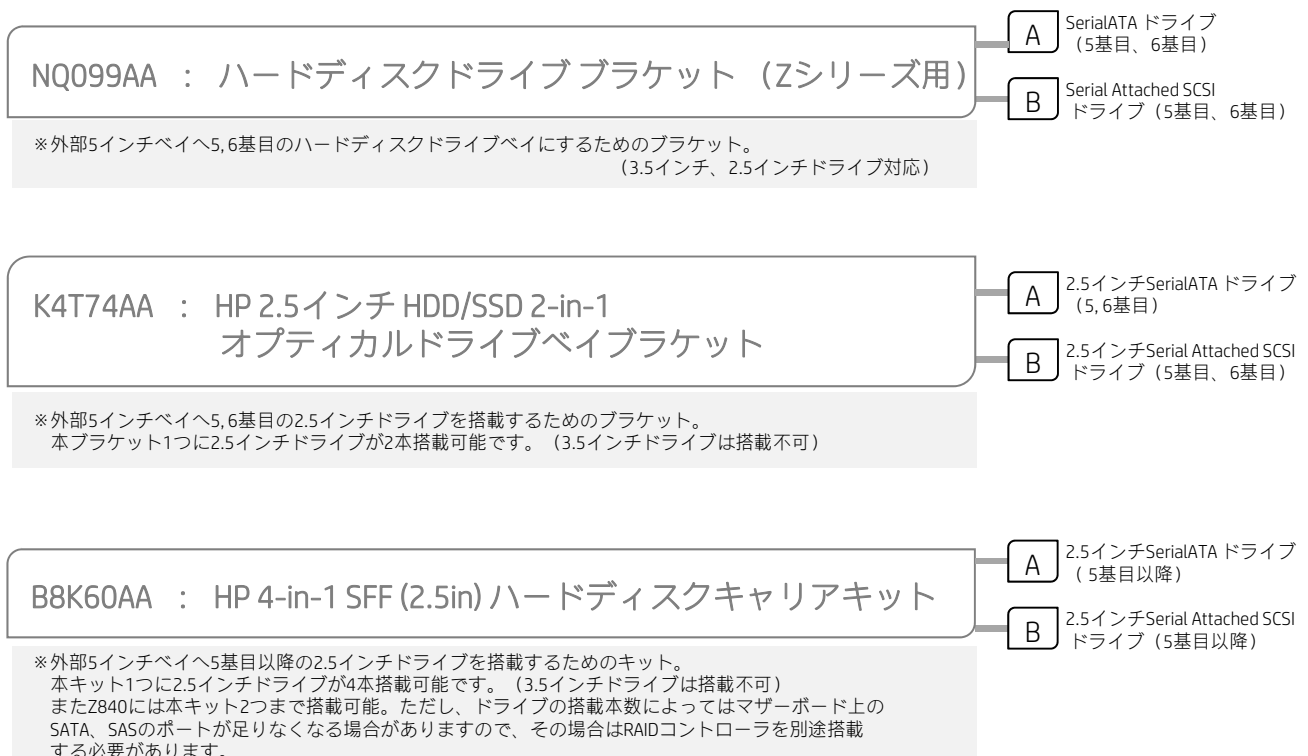 NQ099AA : ハードディスクドライブ ブラケット （Zシリーズ用）
A SerialATA ドライブ
（5基目、6基目）
B Serial Attached SCSI
ドライブ（5基目、6基目）
※外部5インチベイへ5,6基目のハードディスクドライブベイにするためのブラケット。
（3.5インチ、2.5インチドライブ対応）
K4T74AA : HP 2.5インチ HDD/SSD 2-in-1
オプティカルドライブベイブラケット
A 2.5インチSerialATA ドライブ
（5,6基目）
B 2.5インチSerial Attached SCSI
ドライブ（5基目、6基目）
※外部5インチベイへ5,6基目の2.5インチドライブを搭載するためのブラケット。
本ブラケット1つに2.5インチドライブが2本搭載可能です。（3.5インチドライブは搭載不可）
B8K60AA : HP 4-in-1 SFF (2.5in) ハードディスクキャリアキット
A 2.5インチSerialATA ドライブ
（ 5基目以降）
B 2.5インチSerial Attached SCSI
ドライブ（5基目以降）
※外部5インチベイへ5基目以降の2.5インチドライブを搭載するためのキット。
本キット1つに2.5インチドライブが4本搭載可能です。（3.5インチドライブは搭載不可）
またZ840には本キット2つまで搭載可能。ただし、ドライブの搭載本数によってはマザーボード上の
SATA、SASのポートが足りなくなる場合がありますので、その場合はRAIDコントローラを別途搭載
する必要があります。